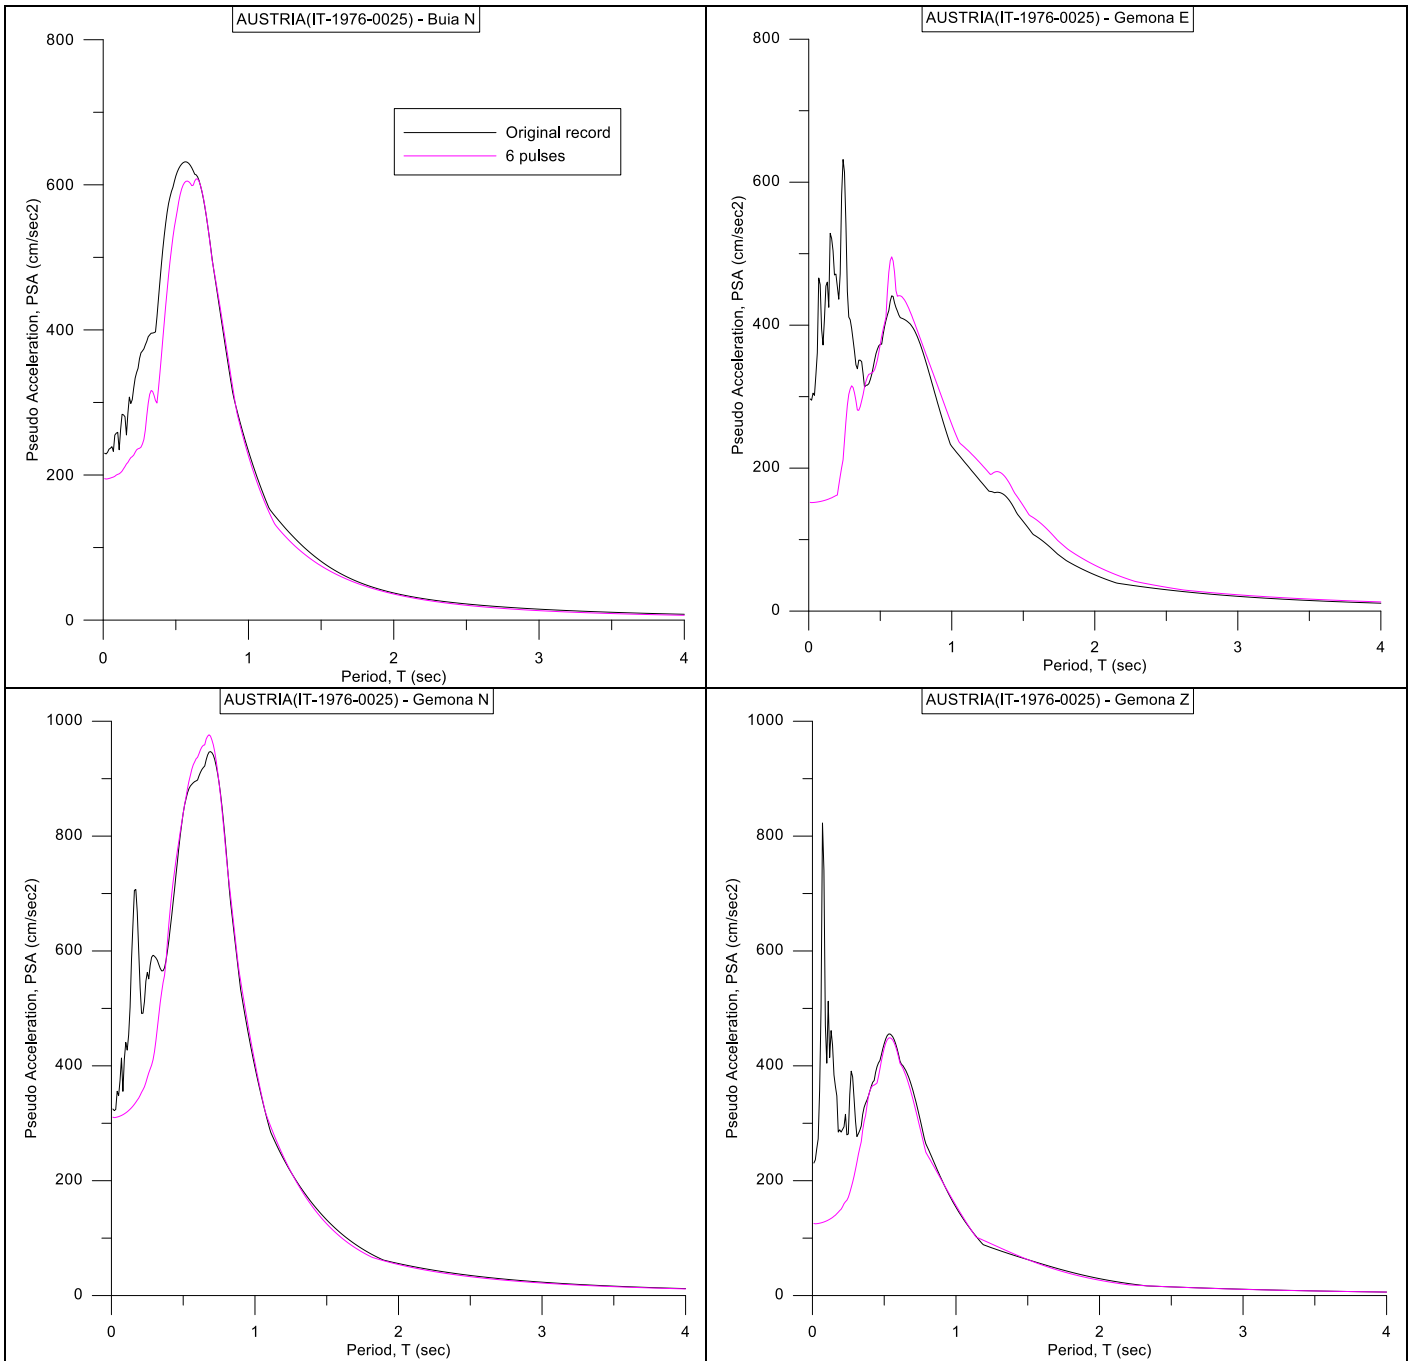 AUSTRIA(IT-1976-0025) - Buia N
800
600
400
200
0
0 1 2 3 4
Pseudo Acceleration, PSA (cm/sec2)
Period, T (sec)
Original record
6 pulses
AUSTRIA(IT-1976-0025) - Gemona E
800
600
400
200
0
0 1 2 3 4
Pseudo Acceleration, PSA (cm/sec2)
Period, T (sec)
AUSTRIA(IT-1976-0025) - Gemona N
1000
800
600
400
200
0
0 1 2 3 4
Pseudo Acceleration, PSA (cm/sec2)
Period, T (sec)
AUSTRIA(IT-1976-0025) - Gemona Z
1000
800
600
400
200
0
0 1 2 3 4
Pseudo Acceleration, PSA (cm/sec2)
Period, T (sec)